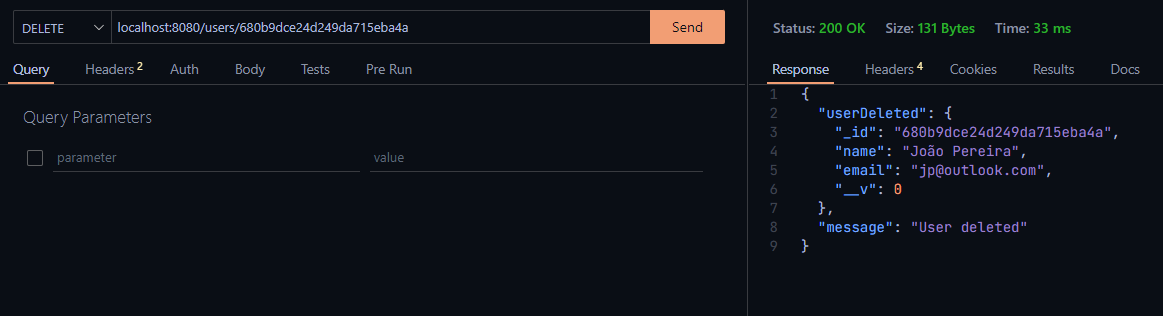 DELETE localhost:8080/users/680b9dce24d249da715eba4a Send
Query Headers 2 Auth Body Tests Pre Run
Query Parameters
parameter value
Status: 200 OK Size: 131 Bytes Time: 33 ms
Response Headers 4 Cookies Results Docs
1 {
2 "userDeleted": {
3 "_id": "680b9dce24d249da715eba4a",
4 "name": "João Pereira",
5 "email": "jp@outlook.com",
6 "__v": 0
7 },
8 "message": "User deleted"
9 }